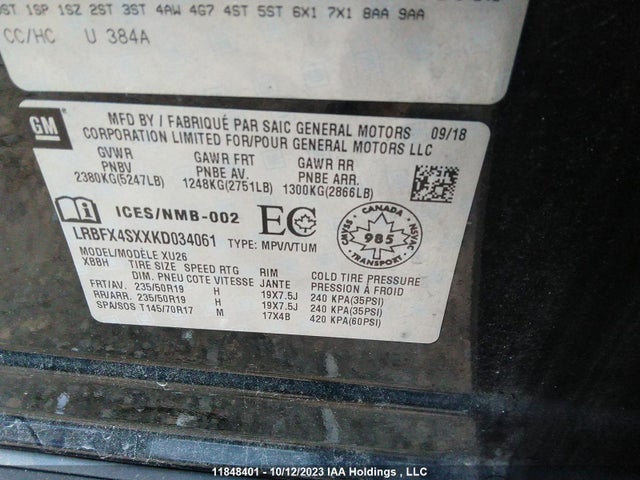 ST 1SP 1SZ 2ST 3ST 4AW 4G7 4ST 5ST 6X1 7X1 8AA 9AA
CC/HC U 384A
GM
MFD BY / FABRIQUÉ PAR SAIC GENERAL MOTORS 09/18
CORPORATION LIMITED FOR/POUR GENERAL MOTORS LLC
GVWR GAWR FRT GAWR RR
PNBV PNBE AV. PNBE ARR.
2380KG(5247LB) 1248KG(2751LB) 1300KG(2866LB)
ICES/NMB-002 EC
CANADA
CMVSS 985 NSVAC
TRANSPORT
LRBFX4SXXKD034061 TYPE: MPV/VTUM
MODEL/MODÈLE XU26
XBBH TIRE SIZE SPEED RTG RIM COLD TIRE PRESSURE
DIM. PNEU COTE VITESSE JANTE PRESSION À FROID
FRT/AV. 235/50R19 H 19X7.5J 240 KPA(35PSI)
RR/ARR. 235/50R19 H 19X7.5J 240 KPA(35PSI)
SPA/SOS T145/70R17 M 17X4B 420 KPA(60PSI)
11848401 - 10/12/2023 IAA Holdings , LLC